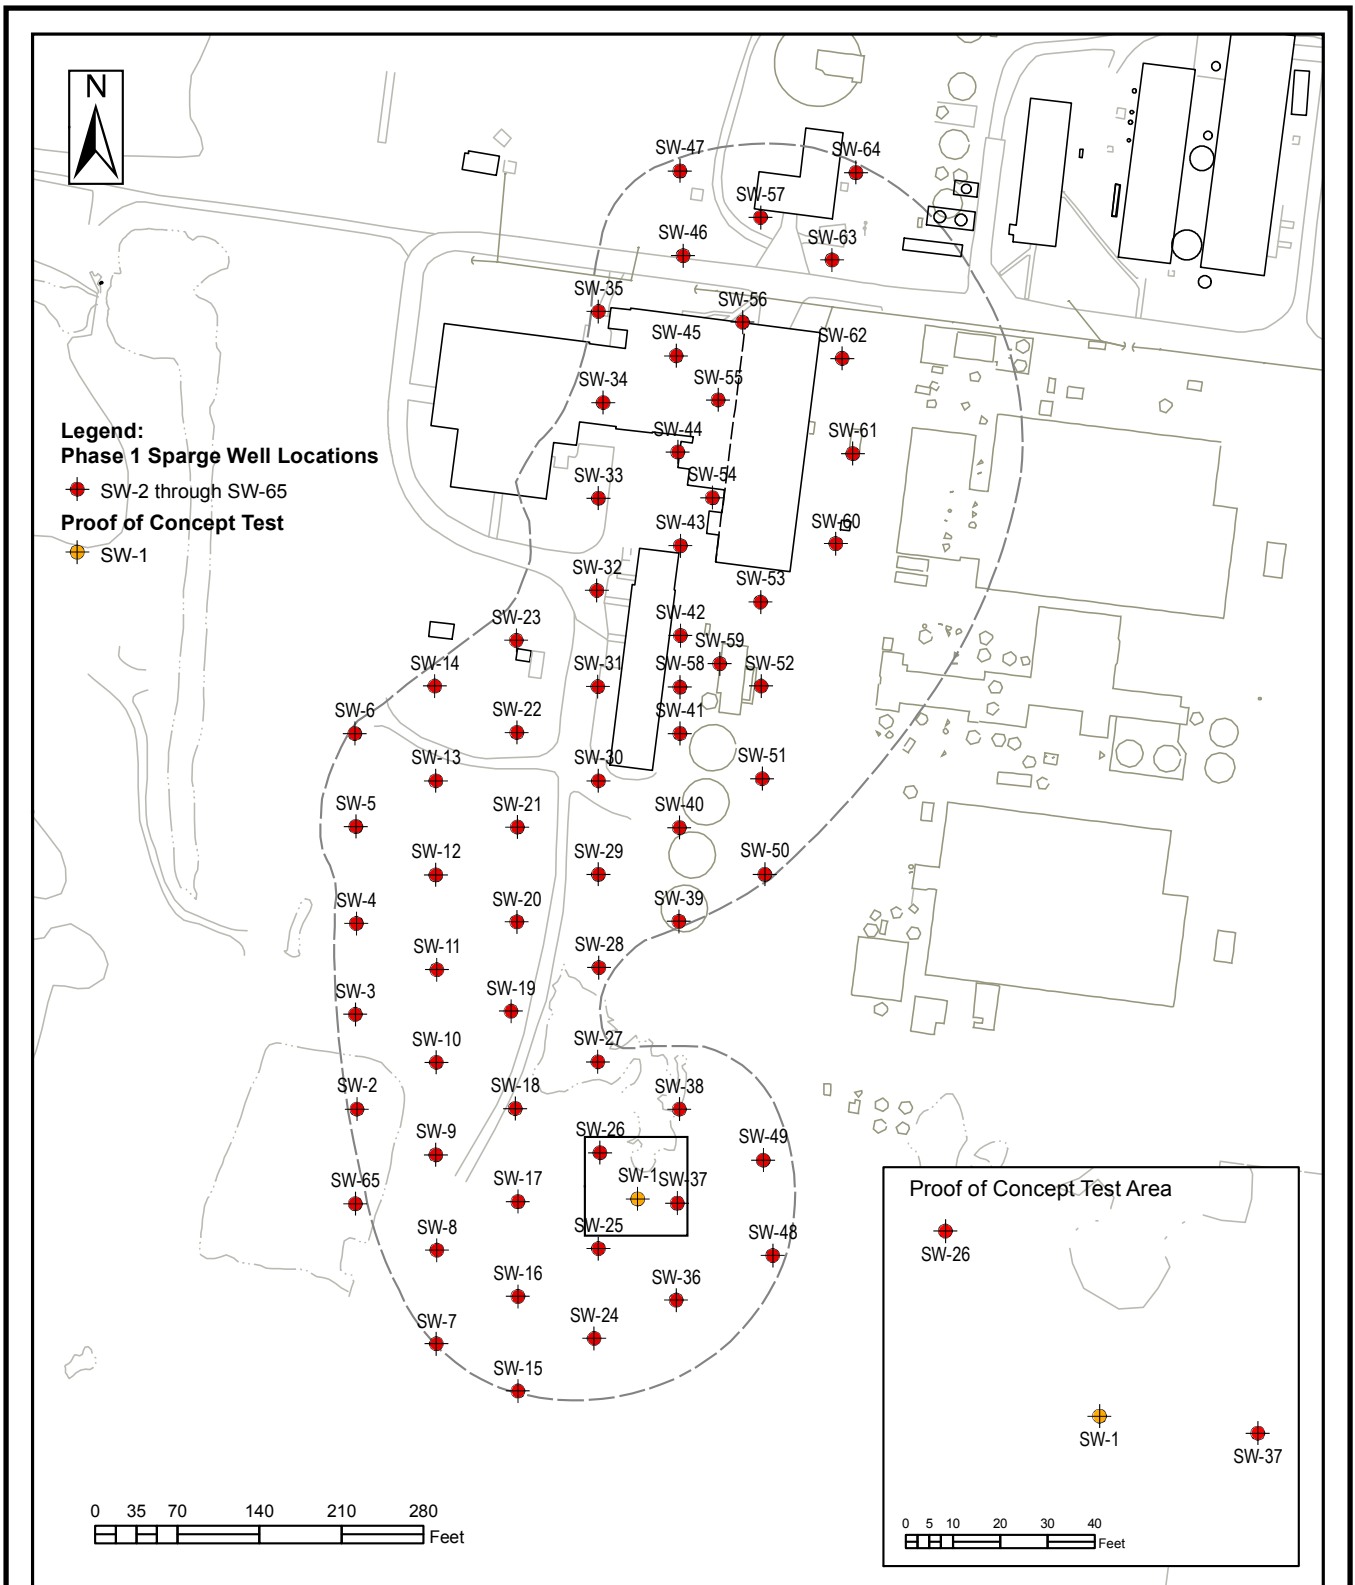 N
SW-47
SW-64
SW-57
SW-46
SW-63
SW-35
SW-56
SW-45
SW-62
SW-34
SW-55
Legend:
Phase 1 Sparge Well Locations
SW-2 through SW-65
Proof of Concept Test
SW-1
SW-44
SW-61
SW-33
SW-54
SW-43
SW-60
SW-32
SW-53
SW-23
SW-42
SW-59
SW-14
SW-31
SW-58
SW-52
SW-6
SW-22
SW-41
SW-13
SW-30
SW-51
SW-5
SW-21
SW-40
SW-12
SW-29
SW-50
SW-4
SW-20
SW-39
SW-11
SW-28
SW-3
SW-19
SW-10
SW-27
SW-2
SW-18
SW-38
SW-9
SW-26
SW-49
SW-65
SW-17
SW-1
SW-37
SW-8
SW-25
SW-48
SW-16
SW-36
SW-7
SW-24
SW-15
Proof of Concept Test Area
SW-26
SW-1
SW-37
0 5 10 20 30 40
Feet
0 35 70 140 210 280
Feet